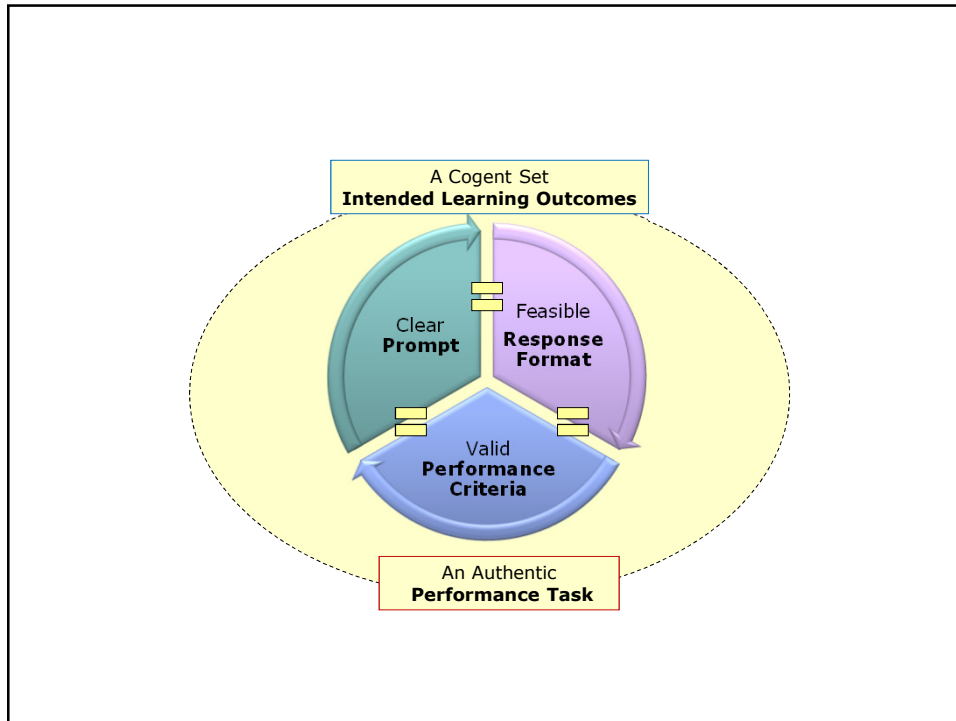 A Cogent Set
Intended Learning Outcomes
Clear
Prompt
Feasible
Response
Format
Valid
Performance
Criteria
An Authentic
Performance Task